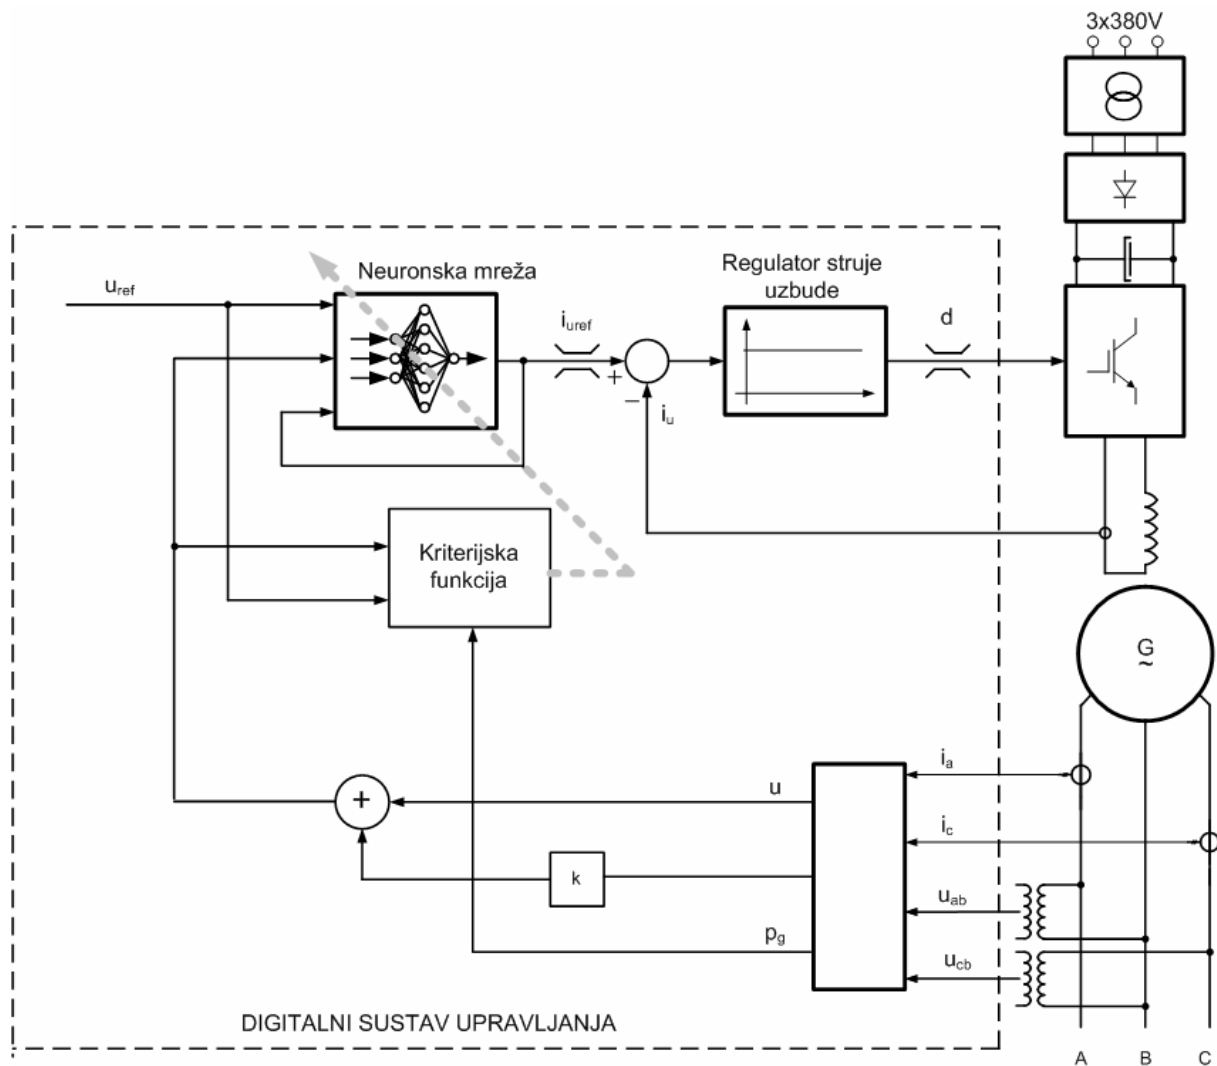 3x380V
Neuronska mreža
Regulator struje
uzbude
u_ref
i_uref
d
+
−
i_u
Kriterijska
funkcija
G
~
i_a
u
+
i_c
k
u_ab
p_g
u_cb
DIGITALNI SUSTAV UPRAVLJANJA
A B C